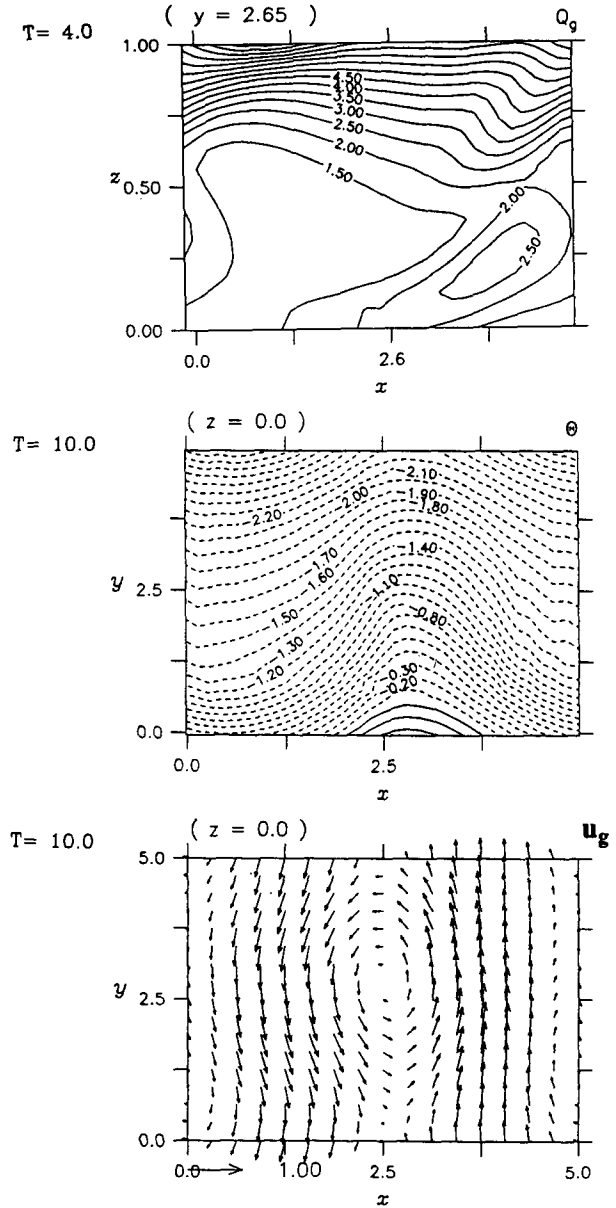 T= 4.0
( y = 2.65 )
Q_g
1.00
4.50
4.00
3.50
3.00
2.50
2.00
1.50
z
0.50
2.00
2.50
0.00
0.0
2.6
x
T= 10.0
( z = 0.0 )
Θ
-2.10
2.20
2.00
-1.90
-1.80
-1.70
-1.40
1.60
y
2.5
-1.10
-1.50
-0.80
-1.30
-1.20
-0.30
-0.20
0.0
0.0
2.5
x
T= 10.0
( z = 0.0 )
u_g
5.0
y
2.5
0.0
0.0
1.00
2.5
5.0
x